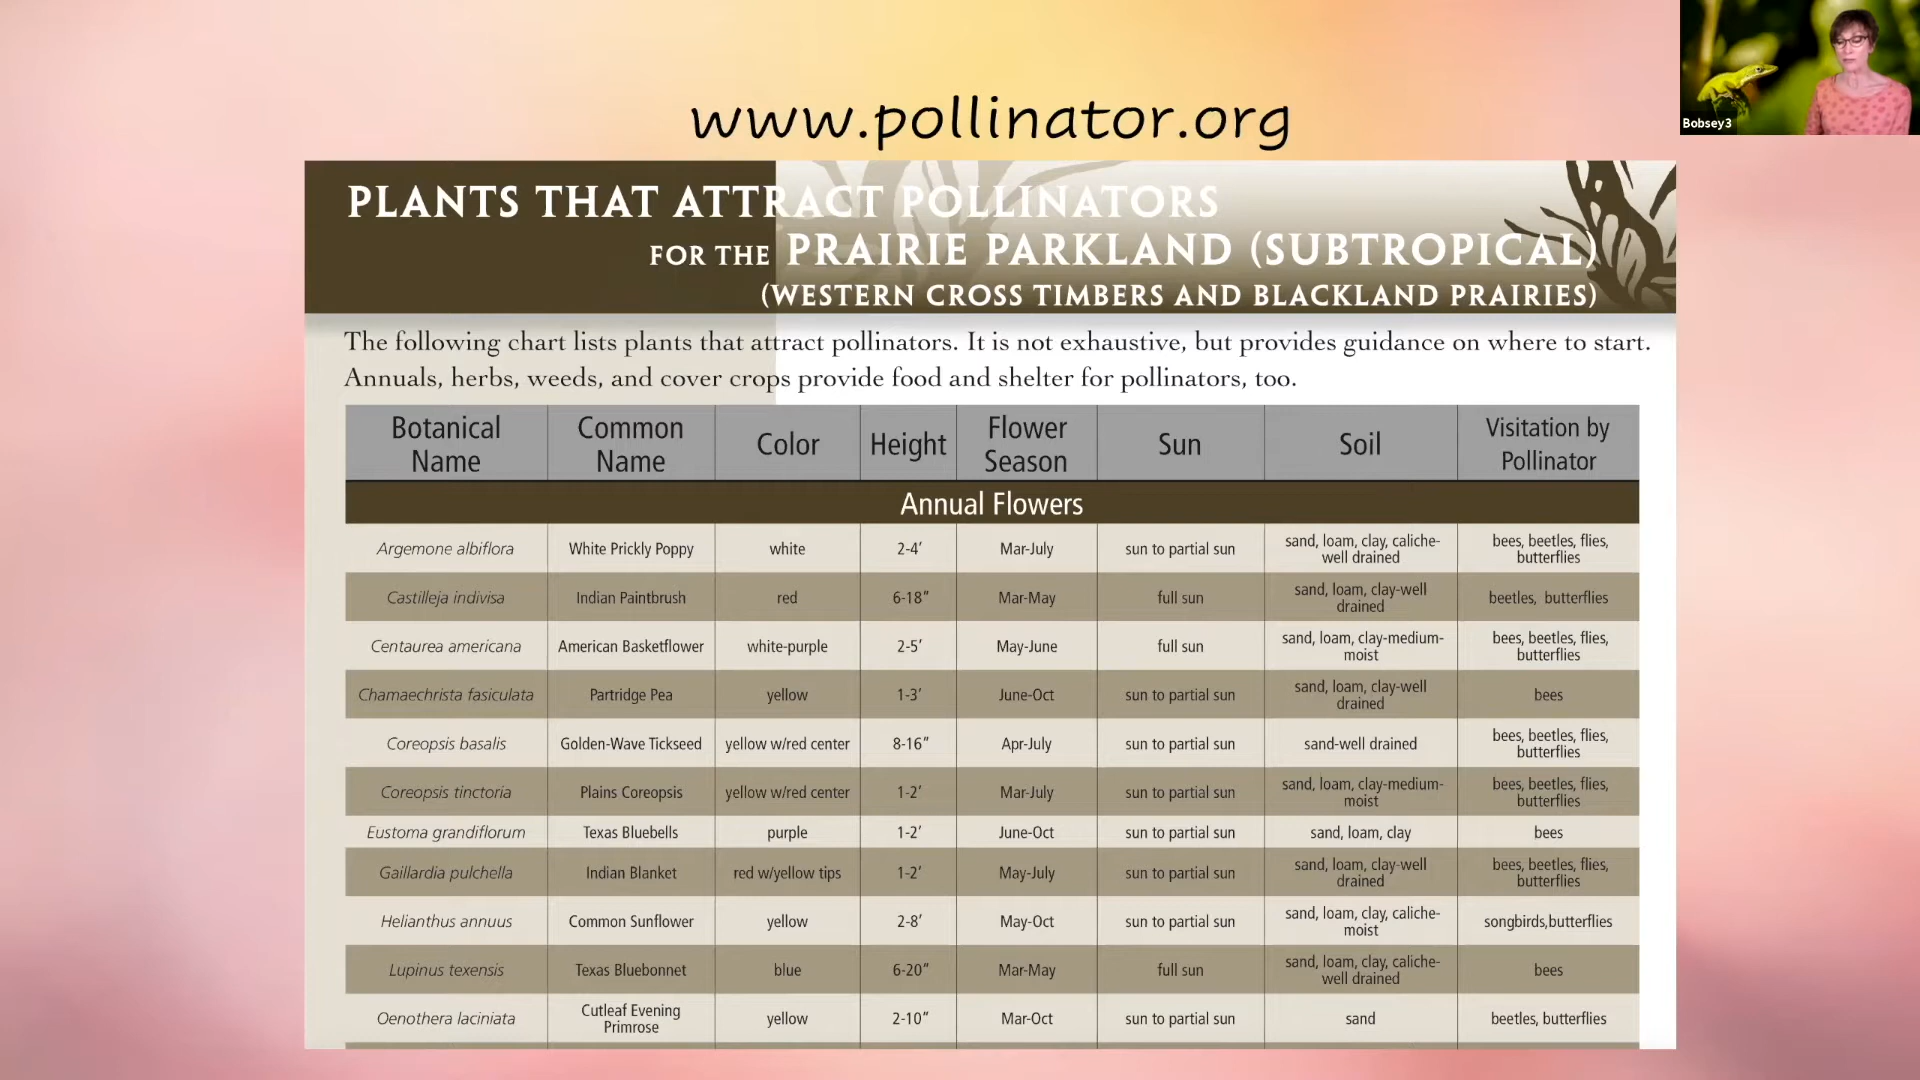 www.pollinator.org
Bobsey3
PLANTS THAT ATTRACT POLLINATORS
FOR THE PRAIRIE PARKLAND (SUBTROPICAL)
(WESTERN CROSS TIMBERS AND BLACKLAND PRAIRIES)
The following chart lists plants that attract pollinators. It is not exhaustive, but provides guidance on where to start.
Annuals, herbs, weeds, and cover crops provide food and shelter for pollinators, too.
Botanical Name Common Name Color Height Flower Season Sun Soil Visitation by Pollinator
Annual Flowers
Argemone albiflora White Prickly Poppy white 2-4’ Mar-July sun to partial sun sand, loam, clay, caliche-well drained bees, beetles, flies, butterflies
Castilleja indivisa Indian Paintbrush red 6-18” Mar-May full sun sand, loam, clay-well drained beetles, butterflies
Centaurea americana American Basketflower white-purple 2-5’ May-June full sun sand, loam, clay-medium-moist bees, beetles, flies, butterflies
Chamaechrista fasiculata Partridge Pea yellow 1-3’ June-Oct sun to partial sun sand, loam, clay-well drained bees
Coreopsis basalis Golden-Wave Tickseed yellow w/red center 8-16” Apr-July sun to partial sun sand-well drained bees, beetles, flies, butterflies
Coreopsis tinctoria Plains Coreopsis yellow w/red center 1-2’ Mar-July sun to partial sun sand, loam, clay-medium-moist bees, beetles, flies, butterflies
Eustoma grandiflorum Texas Bluebells purple 1-2’ June-Oct sun to partial sun sand, loam, clay bees
Gaillardia pulchella Indian Blanket red w/yellow tips 1-2’ May-July sun to partial sun sand, loam, clay-well drained bees, beetles, flies, butterflies
Helianthus annuus Common Sunflower yellow 2-8’ May-Oct sun to partial sun sand, loam, clay, caliche-moist songbirds,butterflies
Lupinus texensis Texas Bluebonnet blue 6-20” Mar-May full sun sand, loam, clay, caliche-well drained bees
Oenothera laciniata Cutleaf Evening Primrose yellow 2-10” Mar-Oct sun to partial sun sand beetles, butterflies